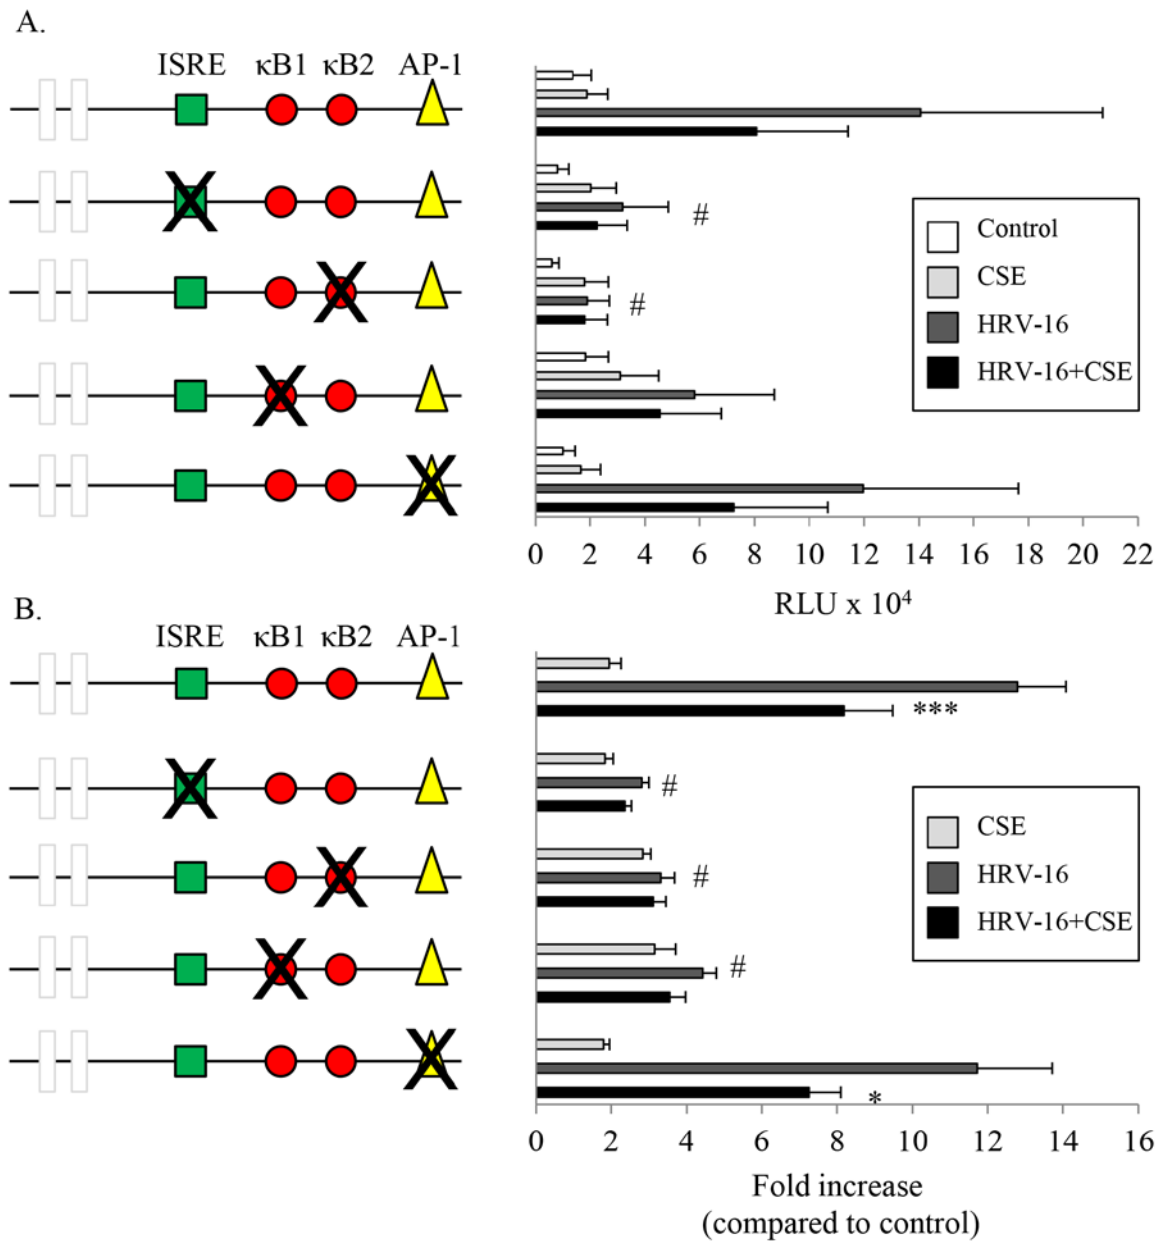 A.
ISRE κB1 κB2 AP-1
#
#
Control
CSE
HRV-16
HRV-16+CSE
0 2 4 6 8 10 12 14 16 18 20 22
RLU x 10⁴
B.
ISRE κB1 κB2 AP-1
***
#
#
#
*
CSE
HRV-16
HRV-16+CSE
0 2 4 6 8 10 12 14 16
Fold increase
(compared to control)